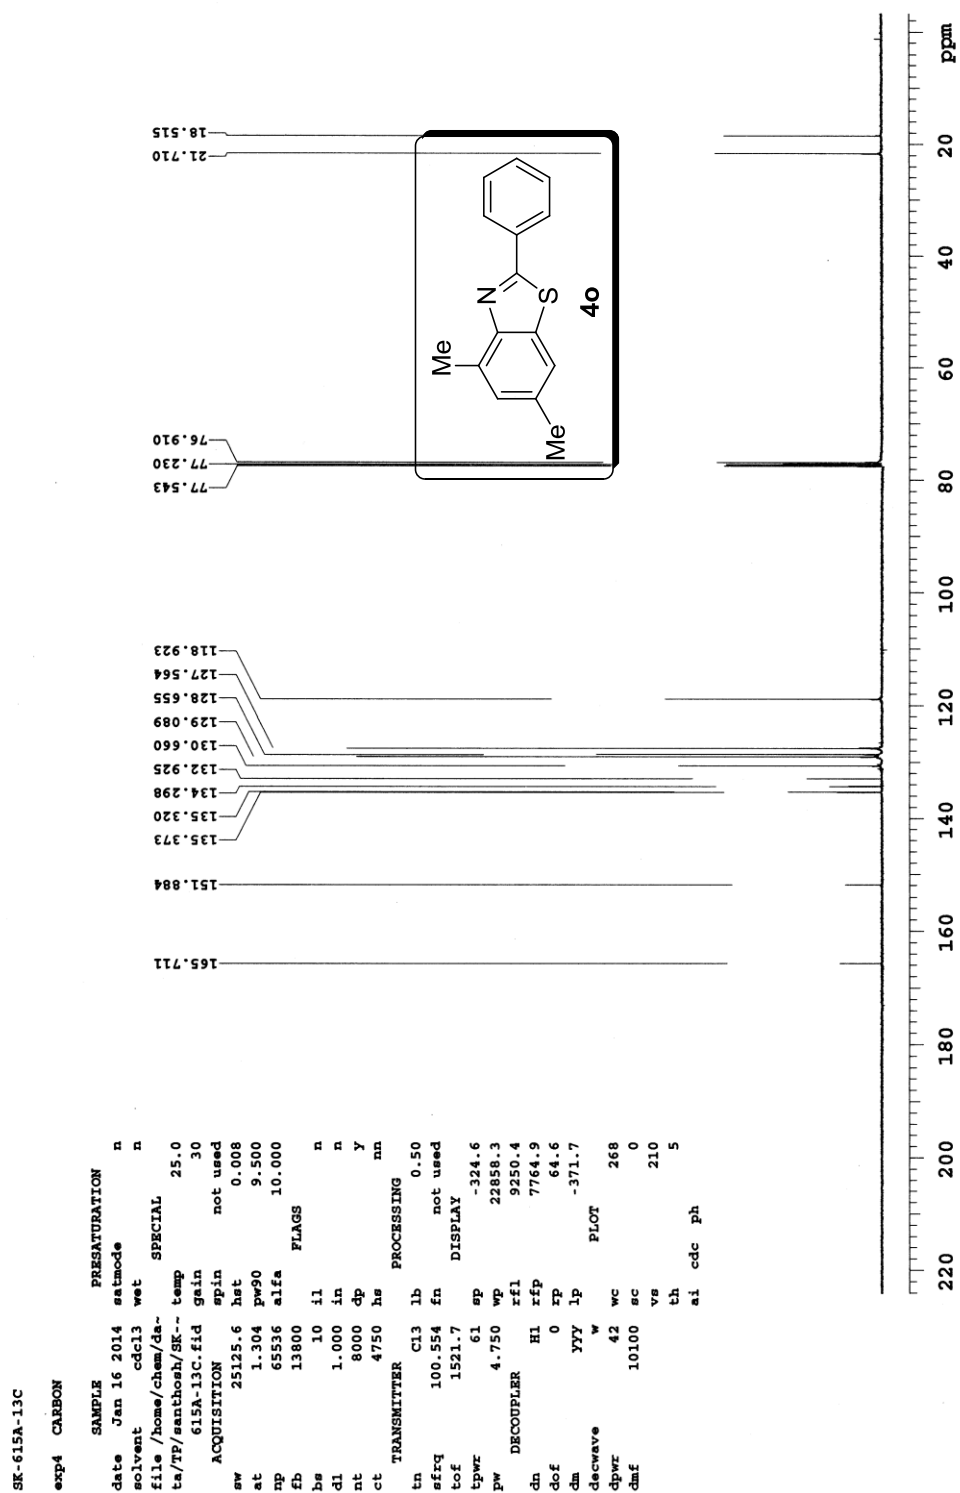 SK-615A-13C
exp4 CARBON
SAMPLE
date Jan 16 2014
solvent cdcl3
file /home/chem/da~
ta/TP/santhosh/SK-~
615A-13C.fid
ACQUISITION
sw 25125.6
at 1.304
np 65536
fb 13800
bs 10
d1 1.000
nt 8000
ct 4750
TRANSMITTER
tn C13
sfrq 100.554
tof 1521.7
tpwr 61
pw 4.750
DECOUPLER
dn H1
dof 0
dm YYY
decwave w
dpwr 42
dmf 10100
PRESATURATION
satmode n
wet n
SPECIAL
temp 25.0
gain 30
spin not used
hst 0.008
pw90 9.500
alfa 10.000
FLAGS
il n
in n
dp y
hs nn
PROCESSING
lb 0.50
fn not used
DISPLAY
sp -324.6
wp 22858.3
rfl 9250.4
rfp 7764.9
rp 64.6
lp -371.7
PLOT
wc 268
sc 0
vs 210
th 5
ai cdc ph
165.711
151.884
135.373
135.320
134.298
132.925
130.660
129.089
128.655
127.564
118.923
77.543
77.230
76.910
21.710
18.515
Me
N
S
Me
4o
220 200 180 160 140 120 100 80 60 40 20 ppm